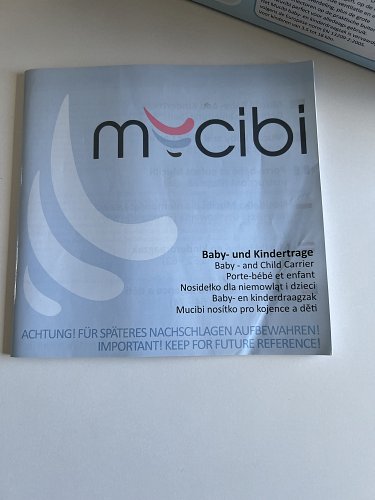 mucibi
Baby- und Kindertrage
Baby - and Child Carrier
Porte-bébé et enfant
Nosidełko dla niemowląt i dzieci
Baby- en kinderdraagzak
Mucibi nosítko pro kojence a děti
ACHTUNG! FÜR SPÄTERES NACHSCHLAGEN AUFBEWAHREN!
IMPORTANT! KEEP FOR FUTURE REFERENCE!